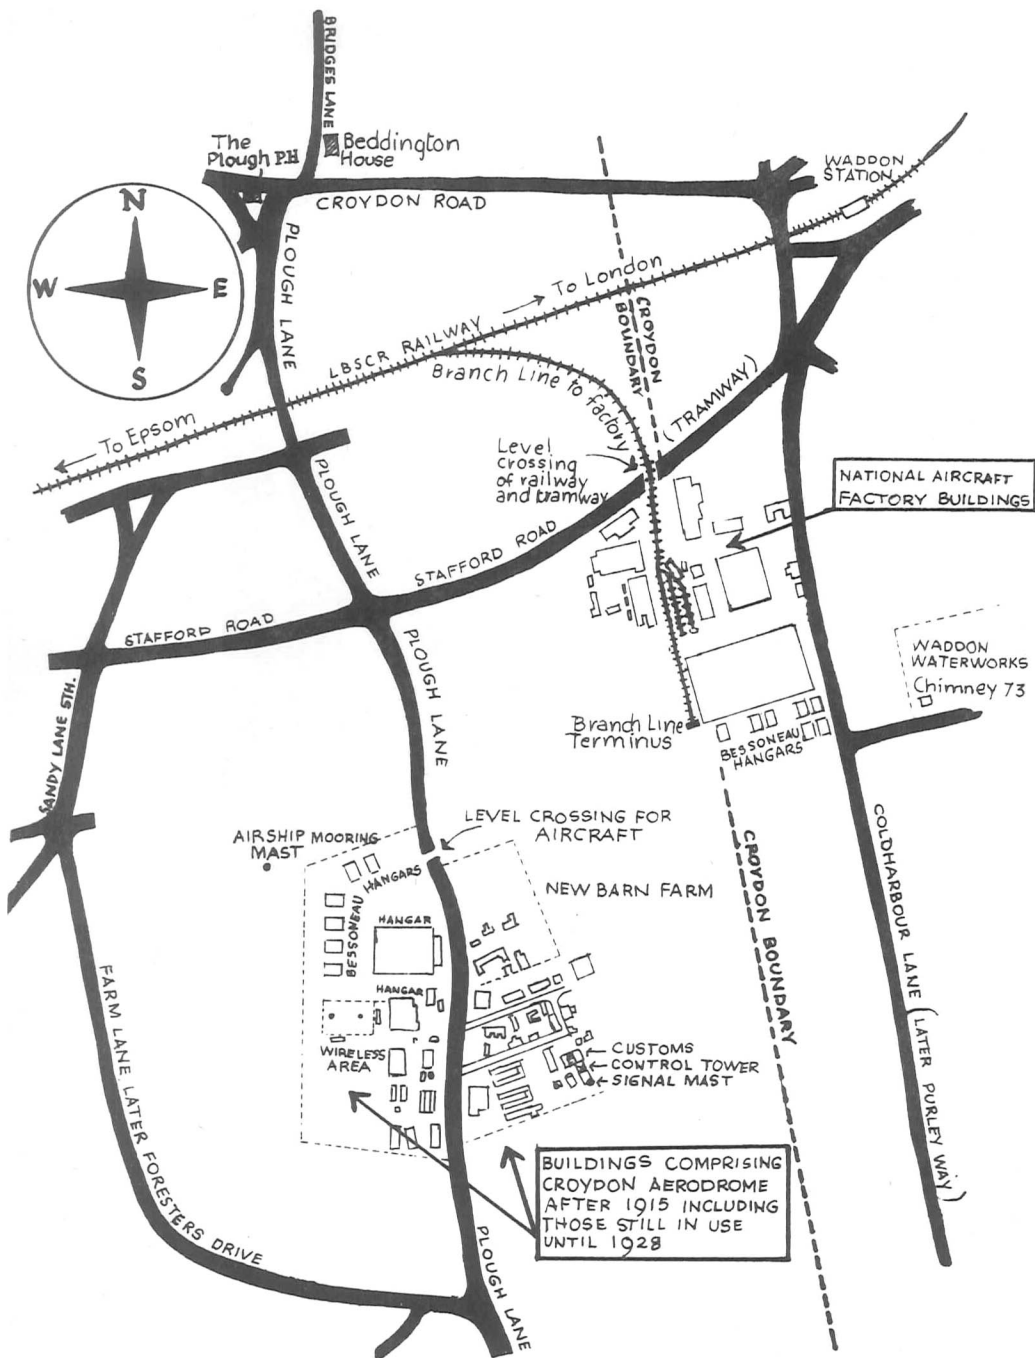 BRIDGES LANE
The
Plough P.H
Beddington
House
WADDON
STATION
CROYDON ROAD
N
W
E
S
PLOUGH LANE
To London
CROYDON
BOUNDARY
LBSCR RAILWAY
Branch Line to factory
(TRAMWAY)
To Epsom
Level
crossing
of railway
and tramway
NATIONAL AIRCRAFT
FACTORY BUILDINGS
PLOUGH LANE
STAFFORD ROAD
STAFFORD ROAD
PLOUGH LANE
WADDON
WATERWORKS
Chimney 73
SANDY LANE STH.
Branch Line
Terminus
BESSONEAU
HANGARS
LEVEL CROSSING FOR
AIRCRAFT
AIRSHIP MOORING
MAST
HANGARS
BESSONEAU
NEW BARN FARM
COLDHARBOUR LANE (LATER PURLEY WAY)
CROYDON BOUNDARY
HANGAR
HANGAR
WIRELESS
AREA
CUSTOMS
CONTROL TOWER
SIGNAL MAST
FARM LANE LATER FORESTERS DRIVE
BUILDINGS COMPRISING
CROYDON AERODROME
AFTER 1915 INCLUDING
THOSE STILL IN USE
UNTIL 1928
PLOUGH LANE